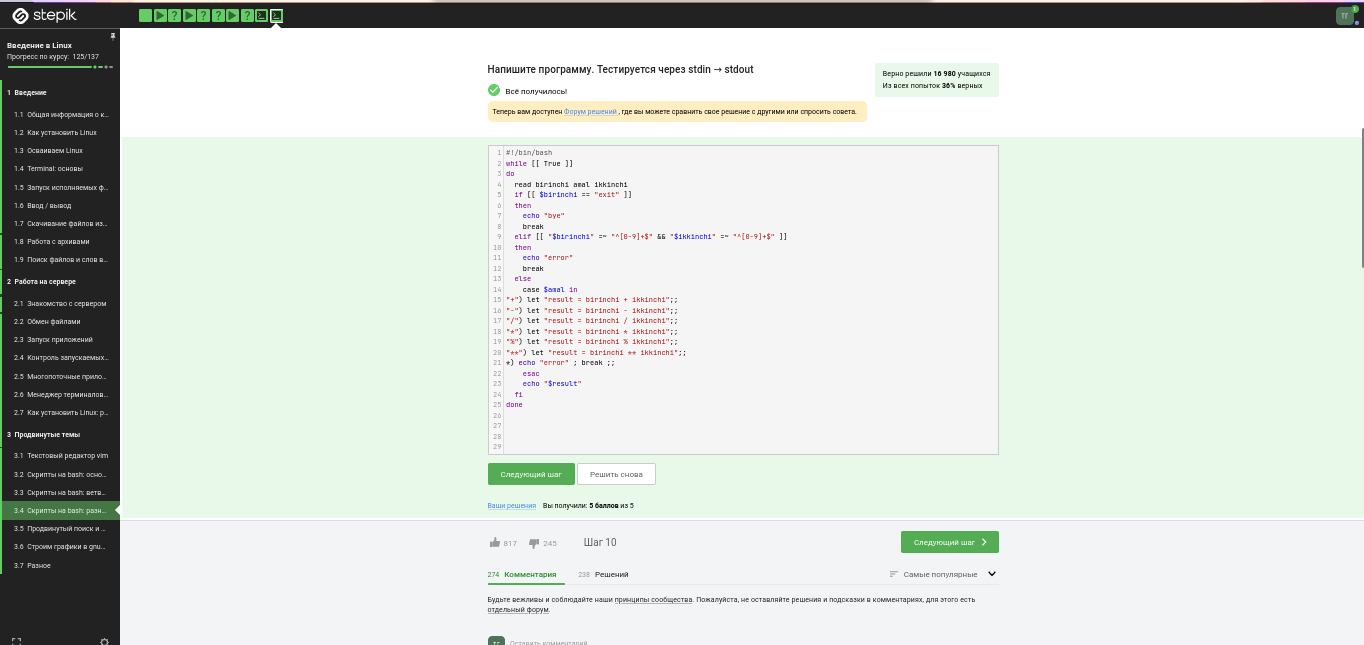 stepik
Введение в Linux
Прогресс по курсу: 125/137
1 Введение
1.1 Общая информация о к...
1.2 Как установить Linux
1.3 Осваиваем Linux
1.4 Terminal: основы
1.5 Запуск исполняемых ф...
1.6 Ввод / вывод
1.7 Скачивание файлов из...
1.8 Работа с архивами
1.9 Поиск файлов и слов в...
2 Работа на сервере
2.1 Знакомство с сервером
2.2 Обмен файлами
2.3 Запуск приложений
2.4 Контроль запускаемых...
2.5 Многопоточные прило...
2.6 Менеджер терминалов...
2.7 Как установить Linux: р...
3 Продвинутые темы
3.1 Текстовый редактор vim
3.2 Скрипты на bash: осно...
3.3 Скрипты на bash: ветв...
3.4 Скрипты на bash: разн...
3.5 Продвинутый поиск и ...
3.6 Строим графики в gnu...
3.7 Разное
Напишите программу. Тестируется через stdin → stdout
Всё получилось!
Теперь вам доступен Форум решений, где вы можете сравнить свое решение с другими или спросить совета.
Верно решили 16 980 учащихся
Из всех попыток 36% верных
1 #!/bin/bash
2 while [[ True ]]
3 do
4   read birinchi amal ikkinchi
5   if [[ $birinchi == "exit" ]]
6   then
7     echo "bye"
8     break
9   elif [[ "$birinchi" =~ "^[0-9]+$" && "$ikkinchi" =~ "^[0-9]+$" ]]
10   then
11     echo "error"
12     break
13   else
14     case $amal in
15 "+") let "result = birinchi + ikkinchi";;
16 "-") let "result = birinchi - ikkinchi";;
17 "/") let "result = birinchi / ikkinchi";;
18 "*") let "result = birinchi * ikkinchi";;
19 "%") let "result = birinchi % ikkinchi";;
20 "**") let "result = birinchi ** ikkinchi";;
21 *) echo "error" ; break ;;
22     esac
23     echo "$result"
24   fi
25 done
26
27
28
29
Следующий шаг
Решить снова
Ваши решения Вы получили: 5 баллов из 5
817 245 Шаг 10
Следующий шаг
274 Комментария 238 Решений
Самые популярные
Будьте вежливы и соблюдайте наши принципы сообщества. Пожалуйста, не оставляйте решения и подсказки в комментариях, для этого есть
отдельный форум.
Оставить комментарий